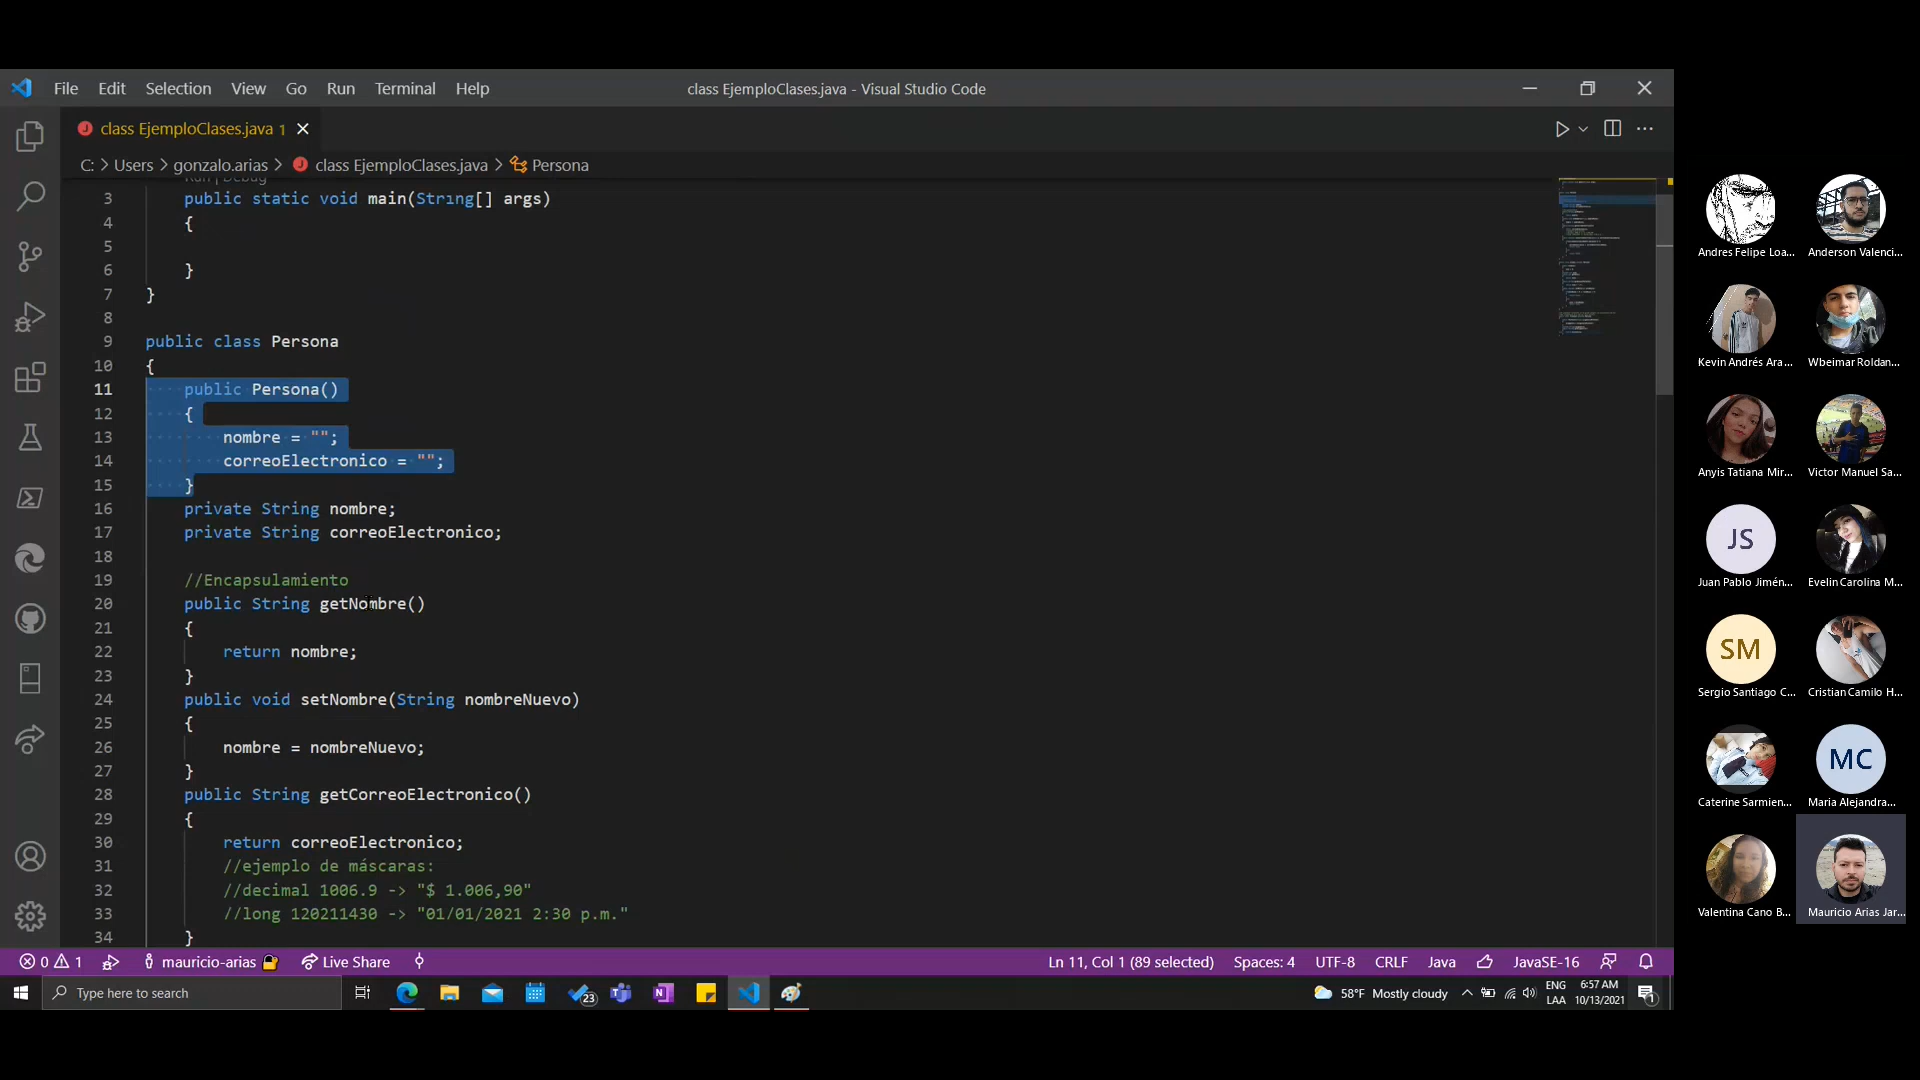 File Edit Selection View Go Run Terminal Help
class EjemploClases.java - Visual Studio Code
class EjemploClases.java 1
C: > Users > gonzalo.arias > class EjemploClases.java > Persona
Run | Debug
3 public static void main(String[] args)
4 {
5
6 }
7 }
8
9 public class Persona
10 {
11 public Persona()
12 {
13 nombre = "";
14 correoElectronico = "";
15 }
16 private String nombre;
17 private String correoElectronico;
18
19 //Encapsulamiento
20 public String getNombre()
21 {
22 return nombre;
23 }
24 public void setNombre(String nombreNuevo)
25 {
26 nombre = nombreNuevo;
27 }
28 public String getCorreoElectronico()
29 {
30 return correoElectronico;
31 //ejemplo de máscaras:
32 //decimal 1006.9 -> "$ 1.006,90"
33 //long 120211430 -> "01/01/2021 2:30 p.m."
34 }
0 1 mauricio-arias Live Share
Ln 11, Col 1 (89 selected) Spaces: 4 UTF-8 CRLF Java JavaSE-16
Type here to search
23
58°F Mostly cloudy
ENG
LAA
6:57 AM
10/13/2021
1
Andres Felipe Loa...
Anderson Valenci...
Kevin Andrés Ara...
Wbeimar Roldan...
Anyis Tatiana Mir...
Victor Manuel Sa...
JS
Juan Pablo Jimén...
Evelin Carolina M...
SM
Sergio Santiago C...
Cristian Camilo H...
Caterine Sarmien...
MC
Maria Alejandra...
Valentina Cano B...
Mauricio Arias Jar...